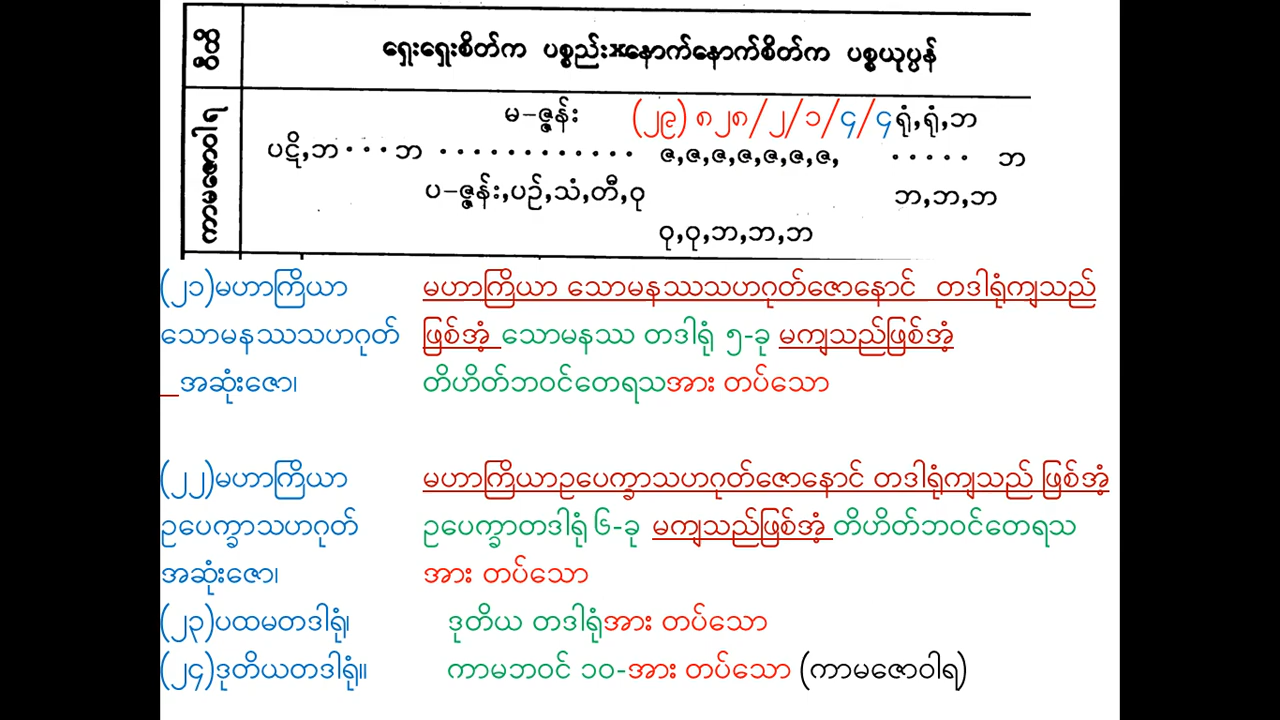 ဝီထိ
ရှေးရှေးစိတ်က ပစ္စည်း×နောက်နောက်စိတ်က ပစ္စယုပ္ပန်
ကာမဇောဝါရ
မ-ဇ္ဈန်း (၂၉) ၈၂၈/၂/၁/၄/၄ ရုံ,ရုံ,ဘ
ပဋိ,ဘ···ဘ ············ ဇ,ဇ,ဇ,ဇ,ဇ,ဇ,ဇ, ····· ဘ
ပ-ဇ္ဈန်း,ပဉ်,သံ,တီ,ဝု ဘ,ဘ,ဘ
ဝု,ဝု,ဘ,ဘ,ဘ
(၂၁)မဟာကြိယာ မဟာကြိယာ သောမနဿသဟဂုတ်ဇောနောင် တဒါရုံကျသည်
သောမနဿသဟဂုတ် ဖြစ်အံ့ သောမနဿ တဒါရုံ ၅-ခု မကျသည်ဖြစ်အံ့
အဆုံးဇော၊ တိဟိတ်ဘဝင်တေရသအား တပ်သော
(၂၂)မဟာကြိယာ မဟာကြိယာဥပေက္ခာသဟဂုတ်ဇောနောင် တဒါရုံကျသည် ဖြစ်အံ့
ဥပေက္ခာသဟဂုတ် ဥပေက္ခာတဒါရုံ ၆-ခု မကျသည်ဖြစ်အံ့ တိဟိတ်ဘဝင်တေရသ
အဆုံးဇော၊ အား တပ်သော
(၂၃)ပထမတဒါရုံ၊ ဒုတိယ တဒါရုံအား တပ်သော
(၂၄)ဒုတိယတဒါရုံ။ ကာမဘဝင် ၁၀-အား တပ်သော (ကာမဇောဝါရ)